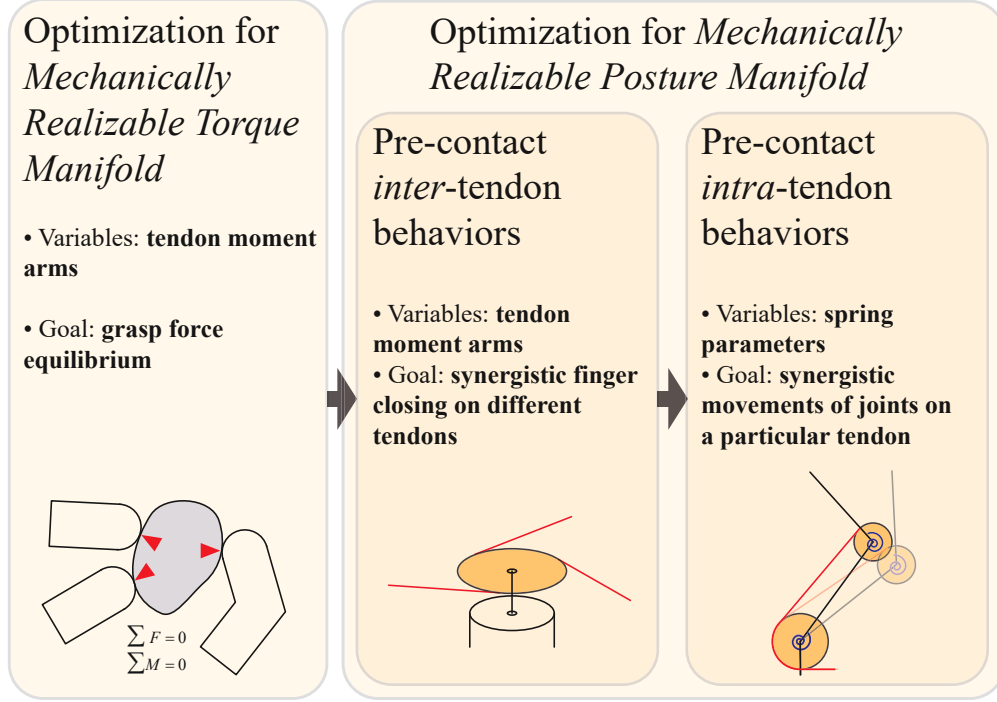 Optimization for
Mechanically
Realizable Torque
Manifold
• Variables: tendon moment
arms
• Goal: grasp force
equilibrium
∑ F = 0
∑ M = 0
Optimization for Mechanically
Realizable Posture Manifold
Pre-contact
inter-tendon
behaviors
• Variables: tendon
moment arms
• Goal: synergistic finger
closing on different
tendons
Pre-contact
intra-tendon
behaviors
• Variables: spring
parameters
• Goal: synergistic
movements of joints on
a particular tendon